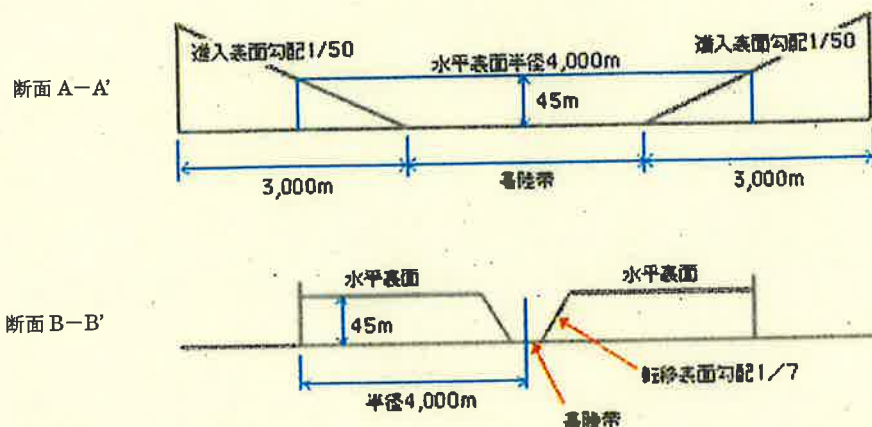 進入表面勾配1/50
進入表面勾配1/50
水平表面半径4,000m
断面 A－A'
45m
3,000m
着陸帯
3,000m
水平表面
水平表面
断面 B－B'
45m
転移表面勾配1/7
半径4,000m
着陸帯